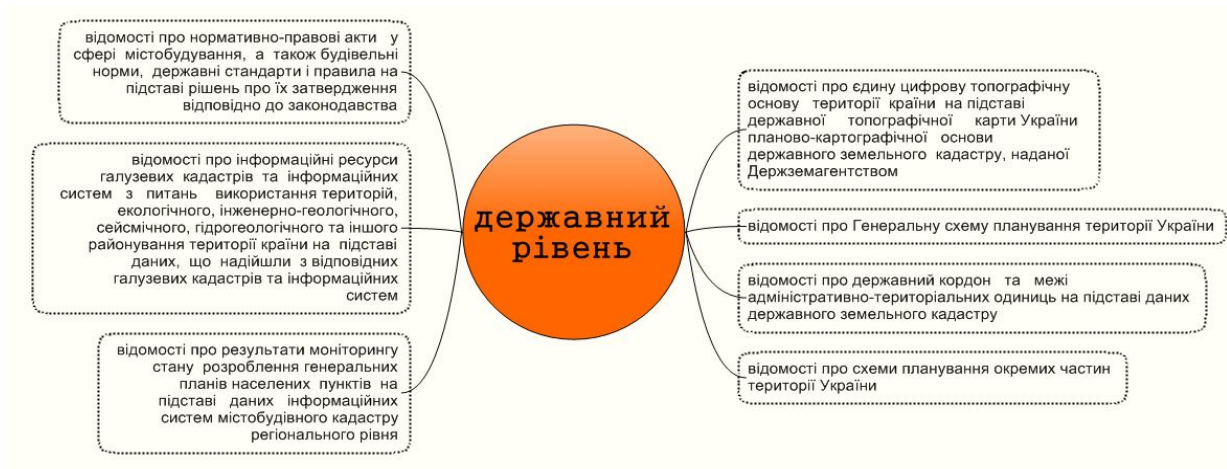 відомості про нормативно-правові акти у
сфері містобудування, а також будівельні
норми, державні стандарти і правила на
підставі рішень про їх затвердження
відповідно до законодавства
відомості про інформаційні ресурси
галузевих кадастрів та інформаційних
систем з питань використання територій,
екологічного, інженерно-геологічного,
сейсмічного, гідрогеологічного та іншого
районування території країни на підставі
даних, що надійшли з відповідних
галузевих кадастрів та інформаційних
систем
відомості про результати моніторингу
стану розроблення генеральних
планів населених пунктів на
підставі даних інформаційних
систем містобудівного кадастру
регіонального рівня
державний
рівень
відомості про єдину цифрову топографічну
основу території країни на підставі
державної топографічної карти України
планово-картографічної основи
державного земельного кадастру, наданої
Держземагентством
відомості про Генеральну схему планування території України
відомості про державний кордон та межі
адміністративно-територіальних одиниць на підставі даних
державного земельного кадастру
відомості про схеми планування окремих частин
території України